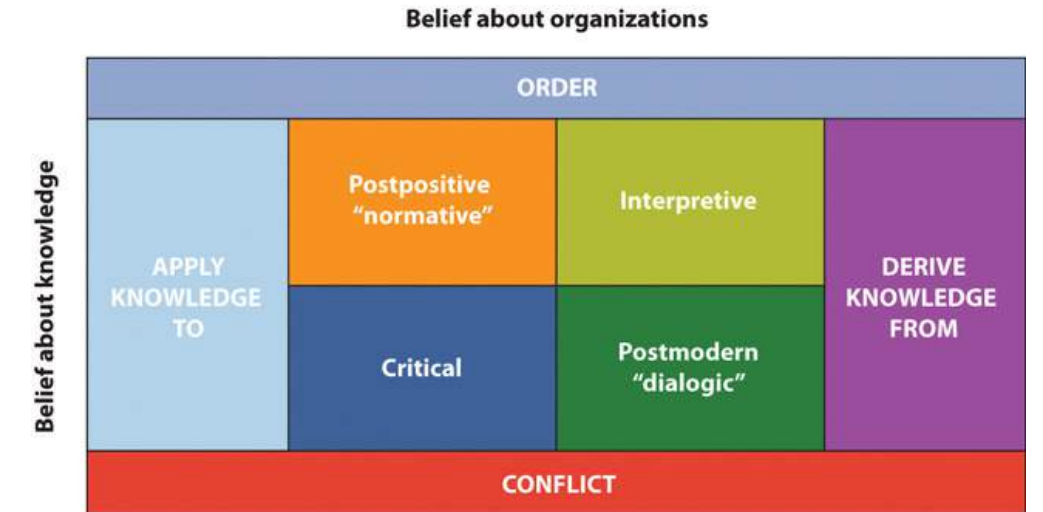 Belief about organizations
ORDER
Belief about knowledge
APPLY
KNOWLEDGE
TO
Postpositive
“normative”
Interpretive
DERIVE
KNOWLEDGE
FROM
Critical
Postmodern
“dialogic”
CONFLICT